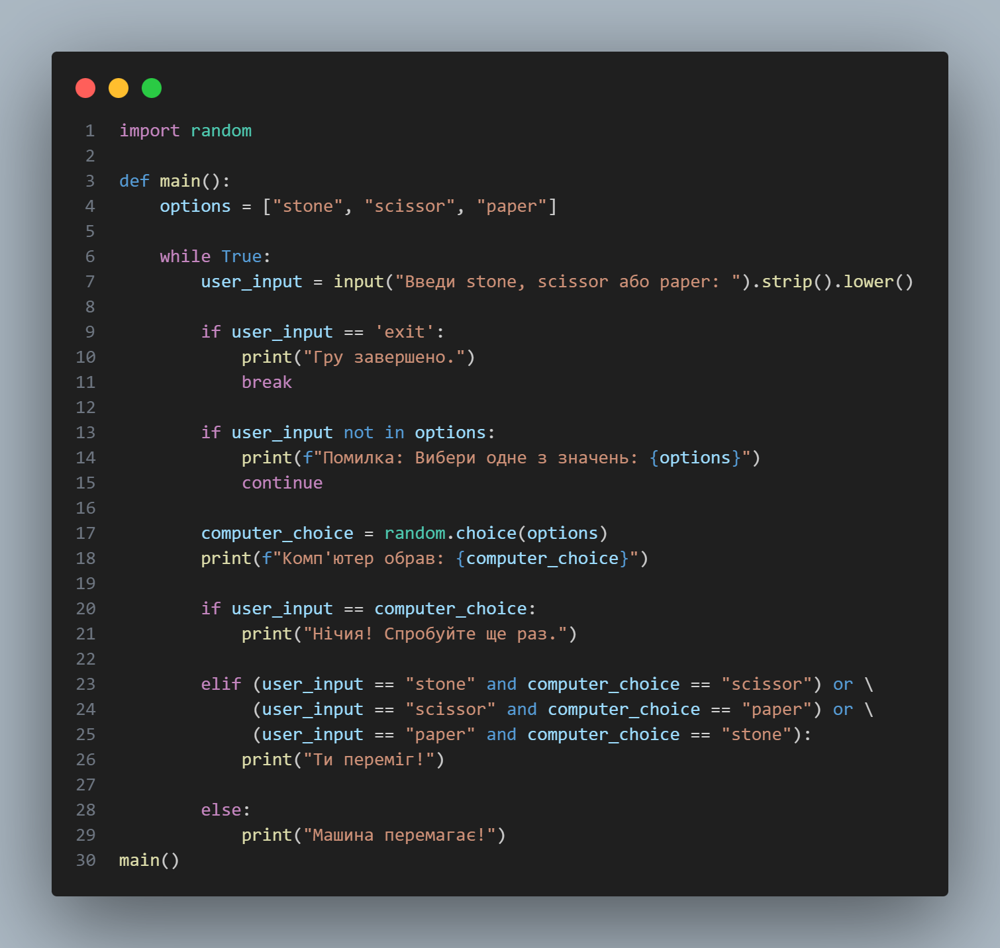 1 import random
2
3 def main():
4     options = ["stone", "scissor", "paper"]
5
6     while True:
7         user_input = input("Введи stone, scissor або paper: ").strip().lower()
8
9         if user_input == 'exit':
10             print("Гру завершено.")
11             break
12
13         if user_input not in options:
14             print(f"Помилка: Вибери одне з значень: {options}")
15             continue
16
17         computer_choice = random.choice(options)
18         print(f"Комп'ютер обрав: {computer_choice}")
19
20         if user_input == computer_choice:
21             print("Нічия! Спробуйте ще раз.")
22
23         elif (user_input == "stone" and computer_choice == "scissor") or \
24              (user_input == "scissor" and computer_choice == "paper") or \
25              (user_input == "paper" and computer_choice == "stone"):
26             print("Ти переміг!")
27
28         else:
29             print("Машина перемагає!")
30 main()